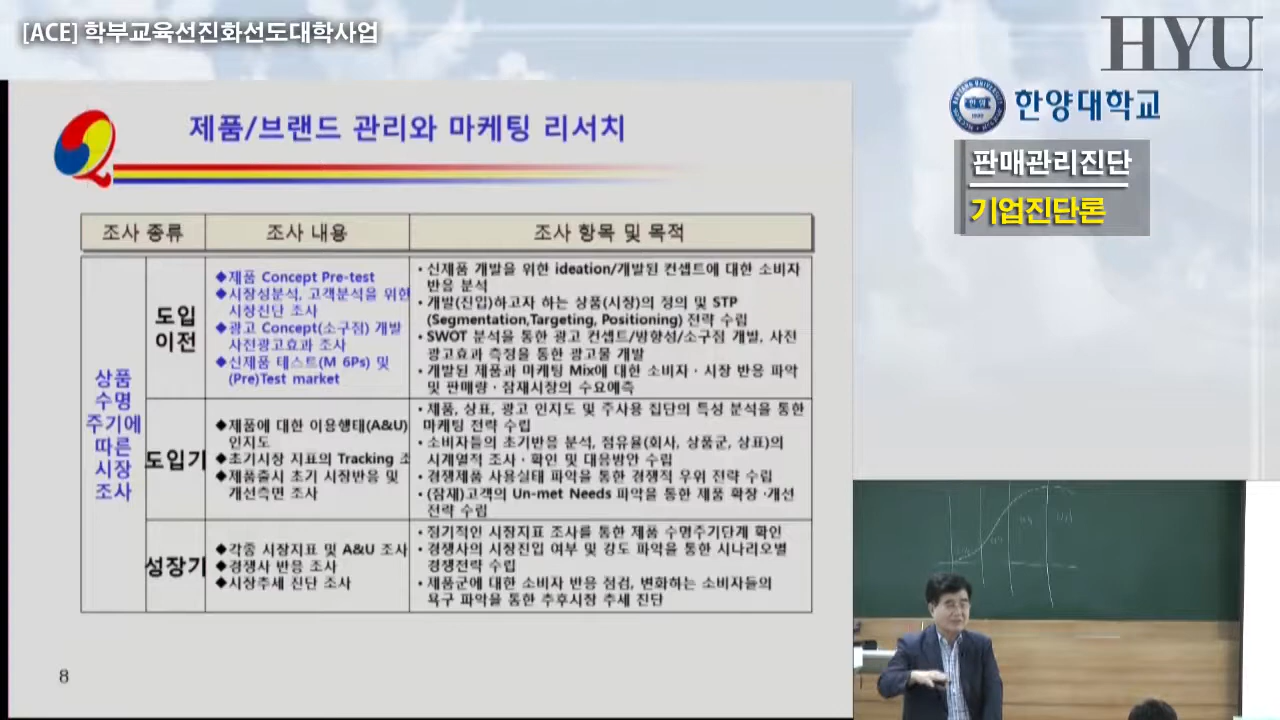 [ACE] 학부교육선진화선도대학사업
HYU
한양대학교
판매관리진단
기업진단론
제품/브랜드 관리와 마케팅 리서치
조사 종류
조사 내용
조사 항목 및 목적
상품
수명
주기에
따른
시장
조사
도입
이전
◆제품 Concept Pre-test
◆시장성분석, 고객분석을 위한
시장진단 조사
◆광고 Concept(소구점) 개발
사전광고효과 조사
◆신제품 테스트(M 6Ps) 및
(Pre)Test market
• 신제품 개발을 위한 ideation/개발된 컨셉트에 대한 소비자
반응 분석
• 개발(진입)하고자 하는 상품(시장)의 정의 및 STP
(Segmentation,Targeting, Positioning) 전략 수립
• SWOT 분석을 통한 광고 컨셉트/방향성/소구점 개발, 사전
광고효과 측정을 통한 광고물 개발
• 개발된 제품과 마케팅 Mix에 대한 소비자 · 시장 반응 파악
및 판매량 · 잠재시장의 수요예측
도입기
◆제품에 대한 이용행태(A&U)
인지도
◆초기시장 지표의 Tracking 조
◆제품출시 초기 시장반응 및
개선측면 조사
• 제품, 상표, 광고 인지도 및 주사용 집단의 특성 분석을 통한
마케팅 전략 수립
• 소비자들의 초기반응 분석, 점유율(회사, 상품군, 상표)의
시계열적 조사 · 확인 및 대응방안 수립
• 경쟁제품 사용실태 파악을 통한 경쟁적 우위 전략 수립
• (잠재)고객의 Un-met Needs 파악을 통한 제품 확장 ·개선
전략 수립
성장기
◆각종 시장지표 및 A&U 조사
◆경쟁사 반응 조사
◆시장추세 진단 조사
• 정기적인 시장지표 조사를 통한 제품 수명주기단계 확인
• 경쟁사의 시장진입 여부 및 강도 파악을 통한 시나리오별
경쟁전략 수립
• 제품군에 대한 소비자 반응 점검, 변화하는 소비자들의
욕구 파악을 통한 추후시장 추세 진단
8